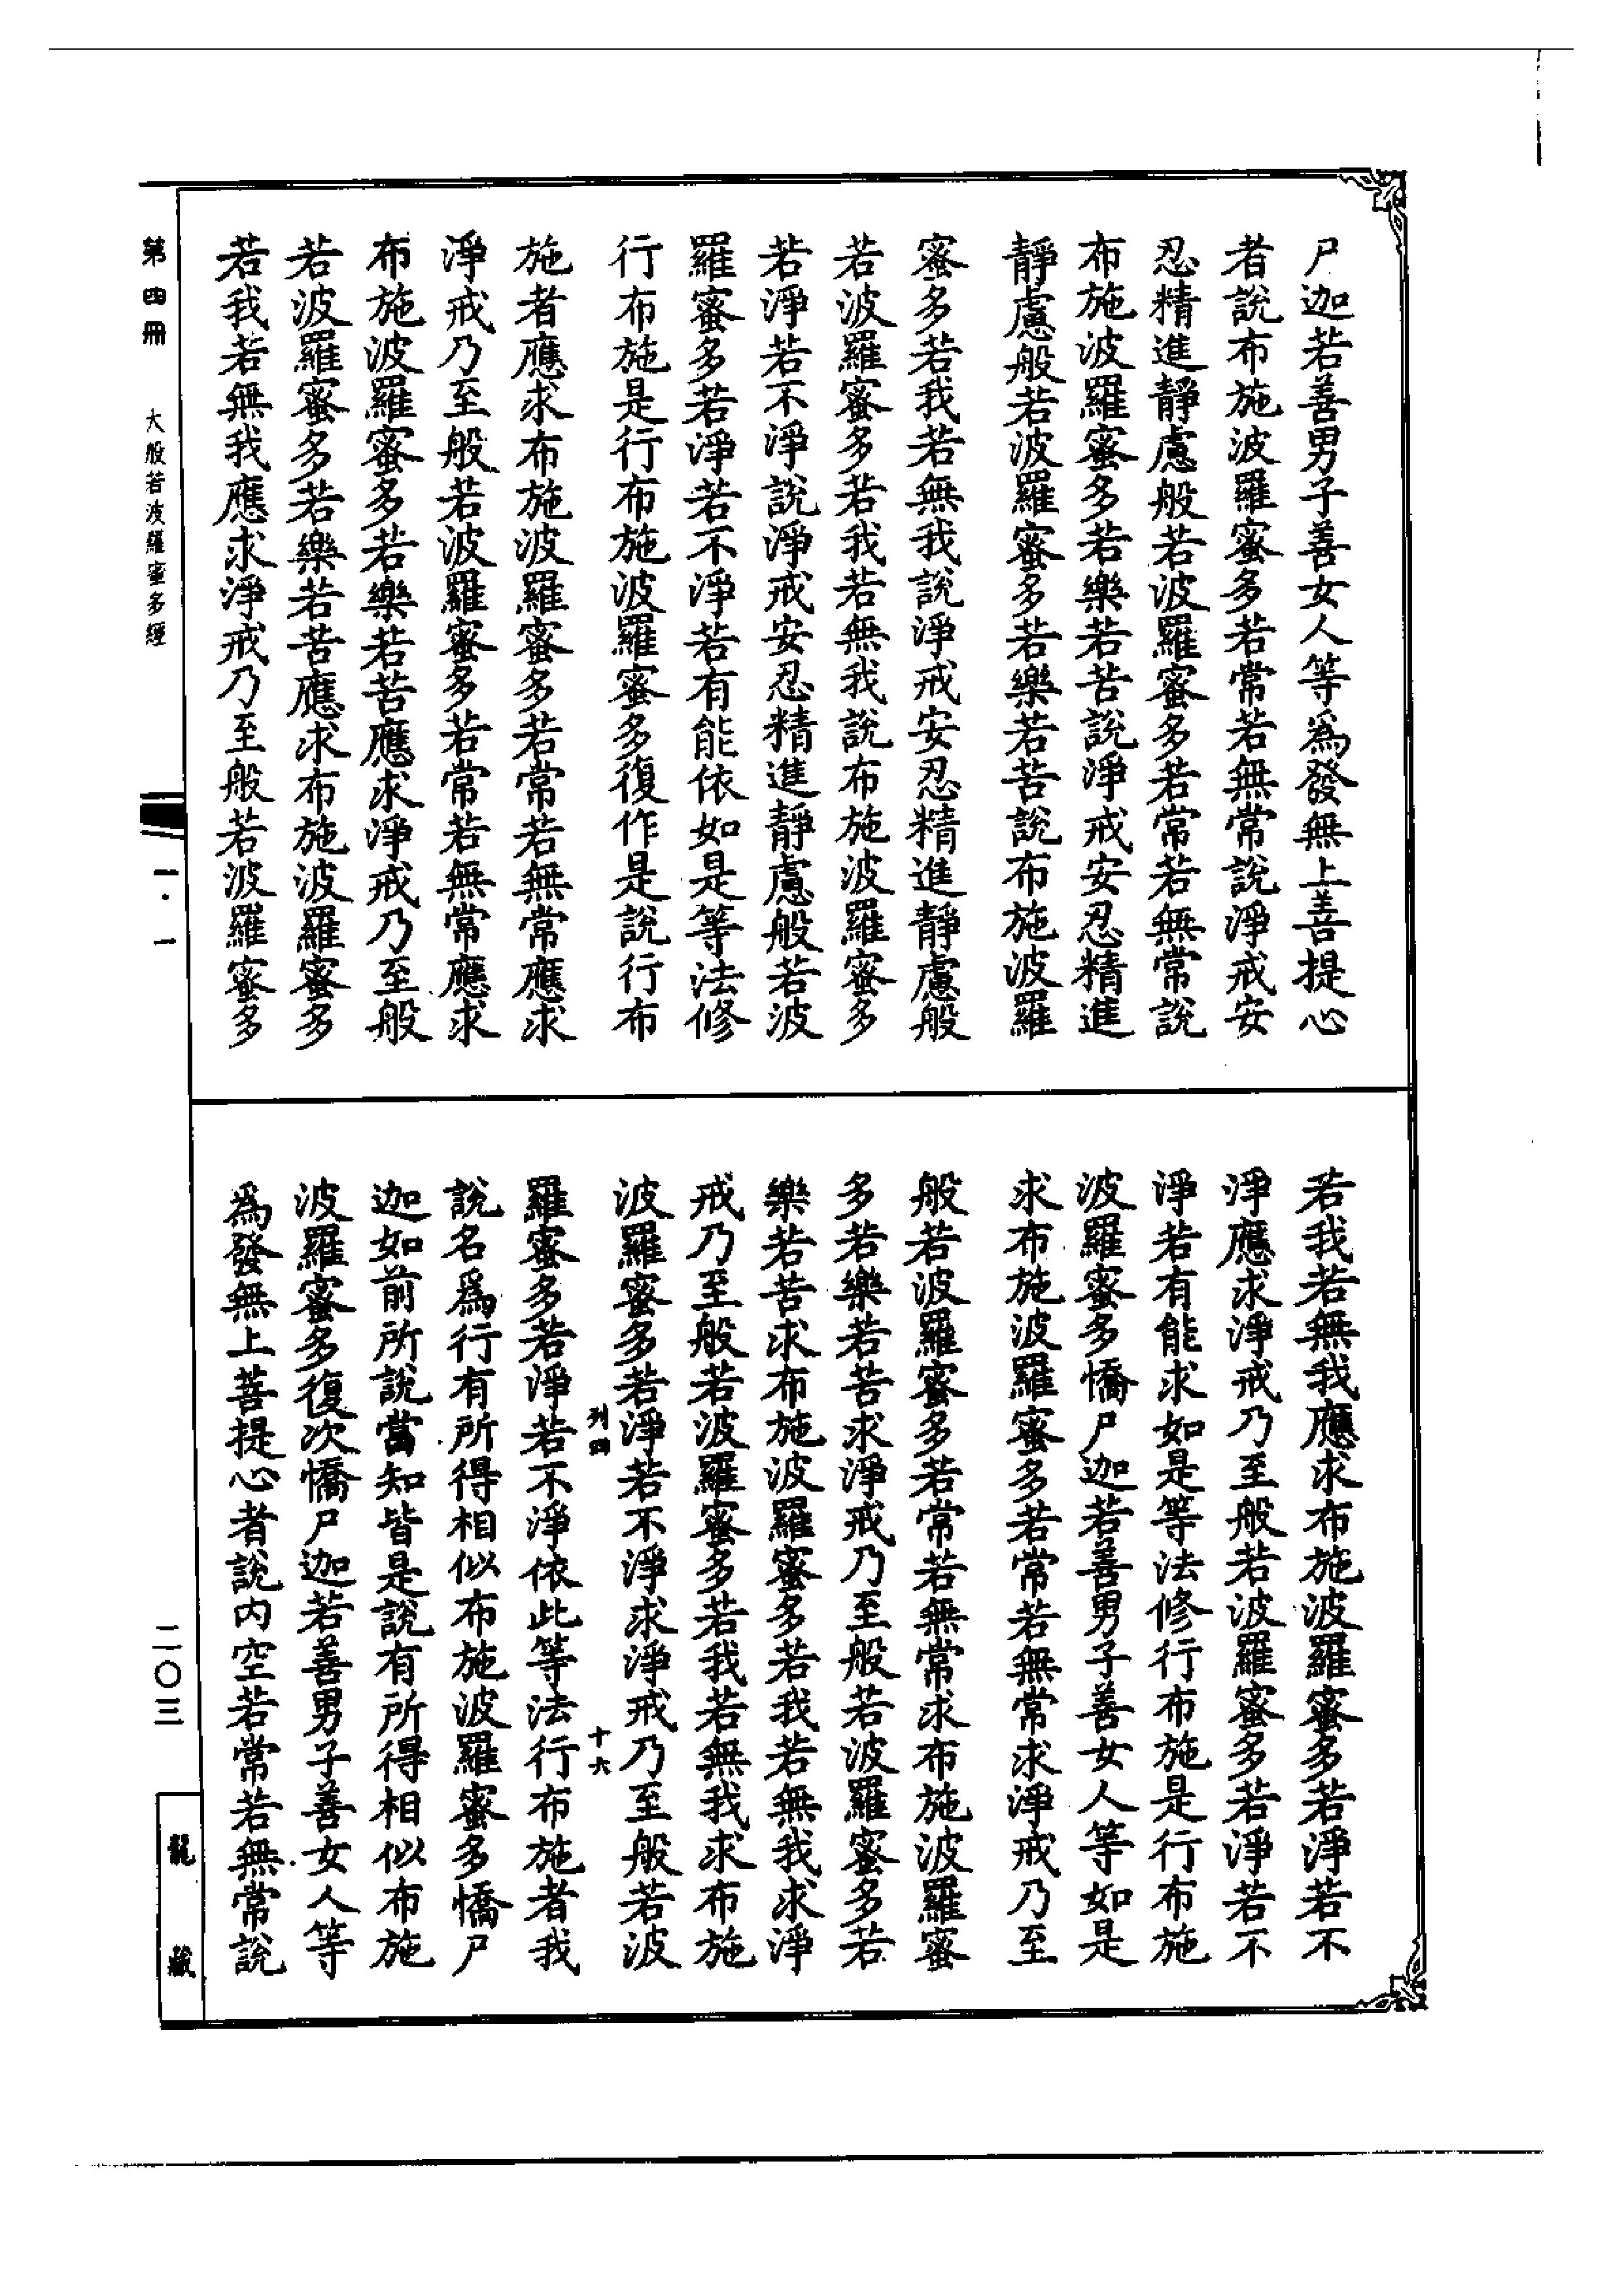 尸迦若善男子善女人等為發無上菩提心
者說布施波羅蜜多若常若無常說淨戒安
忍精進靜慮般若波羅蜜多若常若無常說
布施波羅蜜多若樂若苦說淨戒安忍精進
靜慮般若波羅蜜多若樂若苦說布施波羅
蜜多若我若無我說淨戒安忍精進靜慮般
若波羅蜜多若我若無我說布施波羅蜜多
若淨若不淨說淨戒安忍精進靜慮般若波
羅蜜多若淨若不淨若有能依如是等法修
行布施是行布施波羅蜜多復作是說行布
施者應求布施波羅蜜多若常若無常應求
淨戒乃至般若波羅蜜多若常若無常應求
布施波羅蜜多若樂若苦應求淨戒乃至般
若波羅蜜多若樂若苦應求布施波羅蜜多
若我若無我應求淨戒乃至般若波羅蜜多
若我若無我應求布施波羅蜜多若淨若不
淨應求淨戒乃至般若波羅蜜多若淨若不
淨若有能求如是等法修行布施是行布施
波羅蜜多憍尸迦若善男子善女人等如是
求布施波羅蜜多若常若無常求淨戒乃至
般若波羅蜜多若常若無常求布施波羅蜜
多若樂若苦求淨戒乃至般若波羅蜜多若
樂若苦求布施波羅蜜多若我若無我求淨
戒乃至般若波羅蜜多若我若無我求布施
波羅蜜多若淨若不淨求淨戒乃至般若波
列四 十六
羅蜜多若淨若不淨依此等法行布施者我
說名為行有所得相似布施波羅蜜多憍尸
迦如前所說當知皆是說有所得相似布施
波羅蜜多復次憍尸迦若善男子善女人等
為發無上菩提心者說內空若常若無常說
第四冊 大般若波羅蜜多經 一·一 二〇三
龍藏